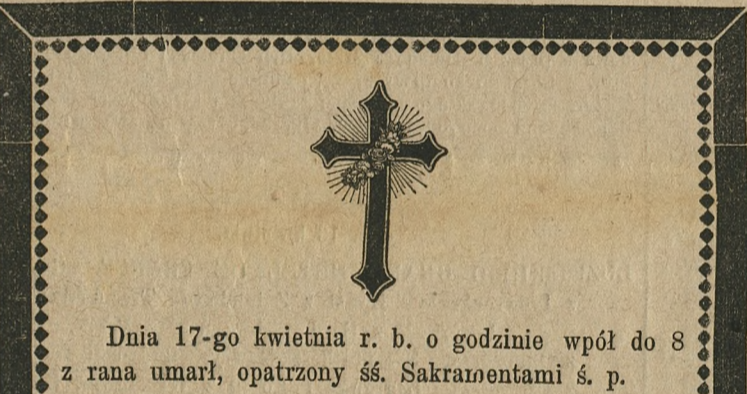 Dnia 17-go kwietnia r. b. o godzinie wpół do 8
z rana umarł, opatrzony śś. Sakramentami ś. p.